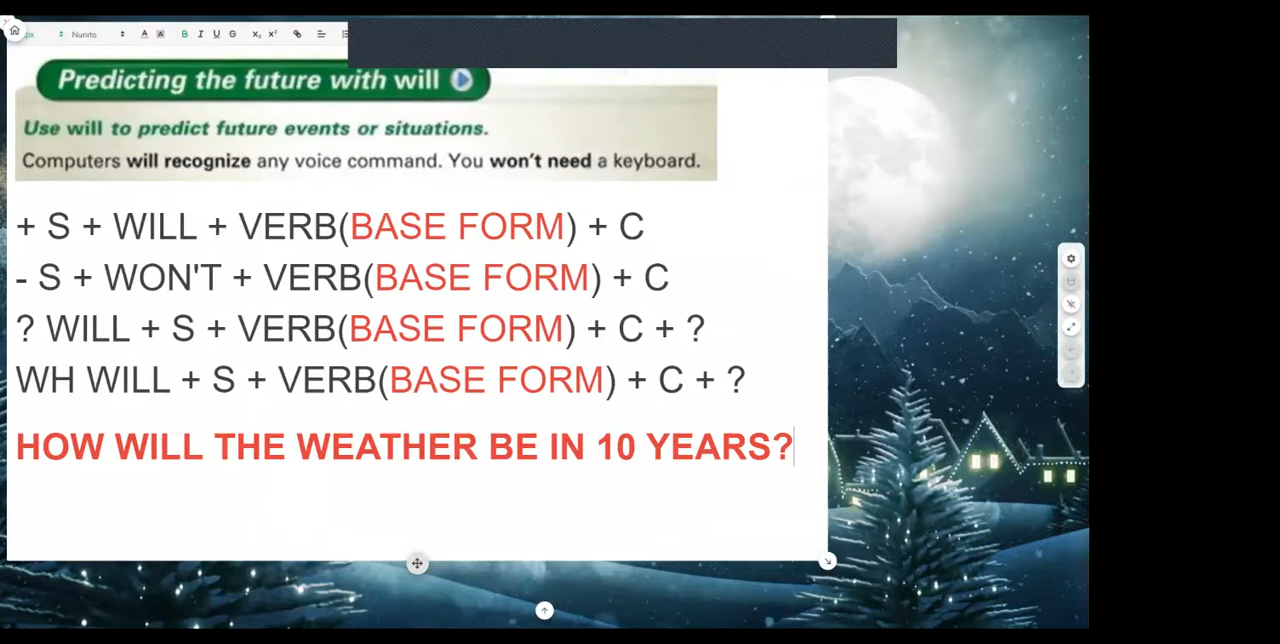 Nunito A A B I U S X₂ X²
Predicting the future with will
Use will to predict future events or situations.
Computers will recognize any voice command. You won't need a keyboard.
+ S + WILL + VERB(BASE FORM) + C
- S + WON'T + VERB(BASE FORM) + C
? WILL + S + VERB(BASE FORM) + C + ?
WH WILL + S + VERB(BASE FORM) + C + ?
HOW WILL THE WEATHER BE IN 10 YEARS?